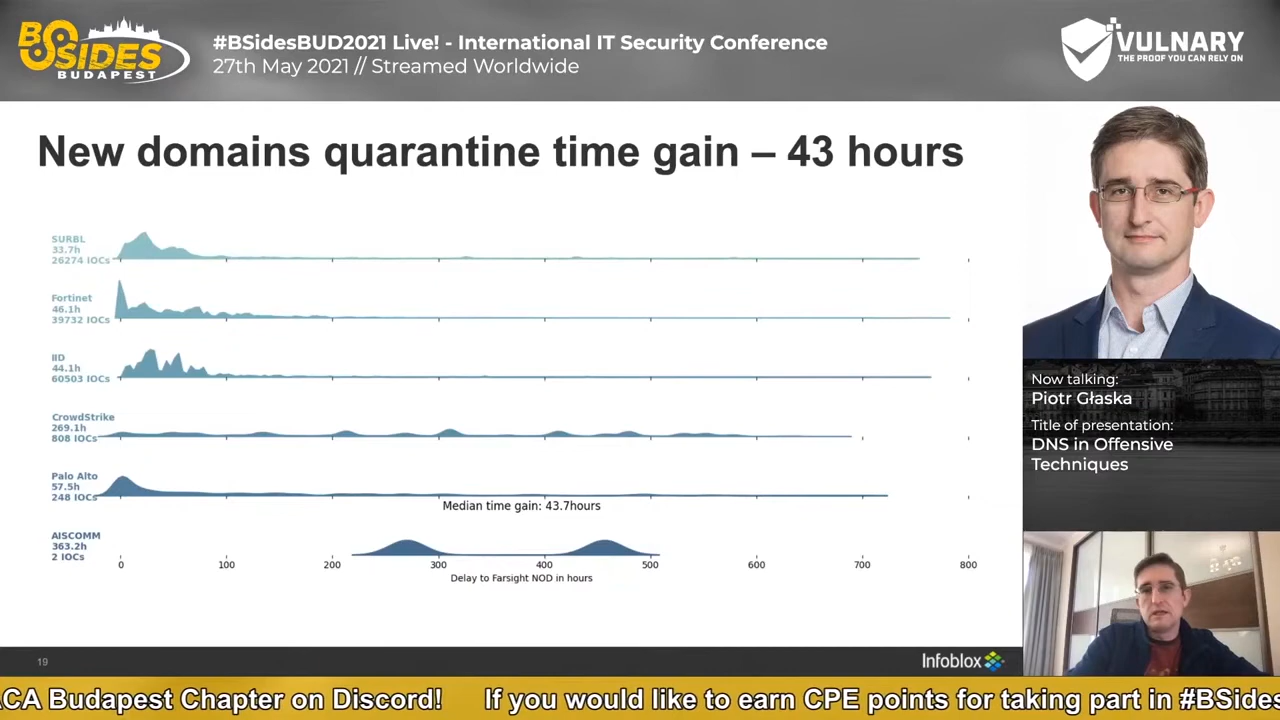 BSIDES
BUDAPEST
#BSidesBUD2021 Live! - International IT Security Conference
27th May 2021 // Streamed Worldwide
VULNARY
THE PROOF YOU CAN RELY ON
New domains quarantine time gain – 43 hours
SURBL
33.7h
26274 IOCs
Fortinet
46.1h
39732 IOCs
IID
44.1h
60503 IOCs
CrowdStrike
269.1h
808 IOCs
Palo Alto
57.5h
248 IOCs
Median time gain: 43.7hours
AISCOMM
363.2h
2 IOCs
0 100 200 300 400 500 600 700 800
Delay to Farsight NOD in hours
Now talking:
Piotr Głaska
Title of presentation:
DNS in Offensive
Techniques
19
Infoblox
ACA Budapest Chapter on Discord! If you would like to earn CPE points for taking part in #BSides